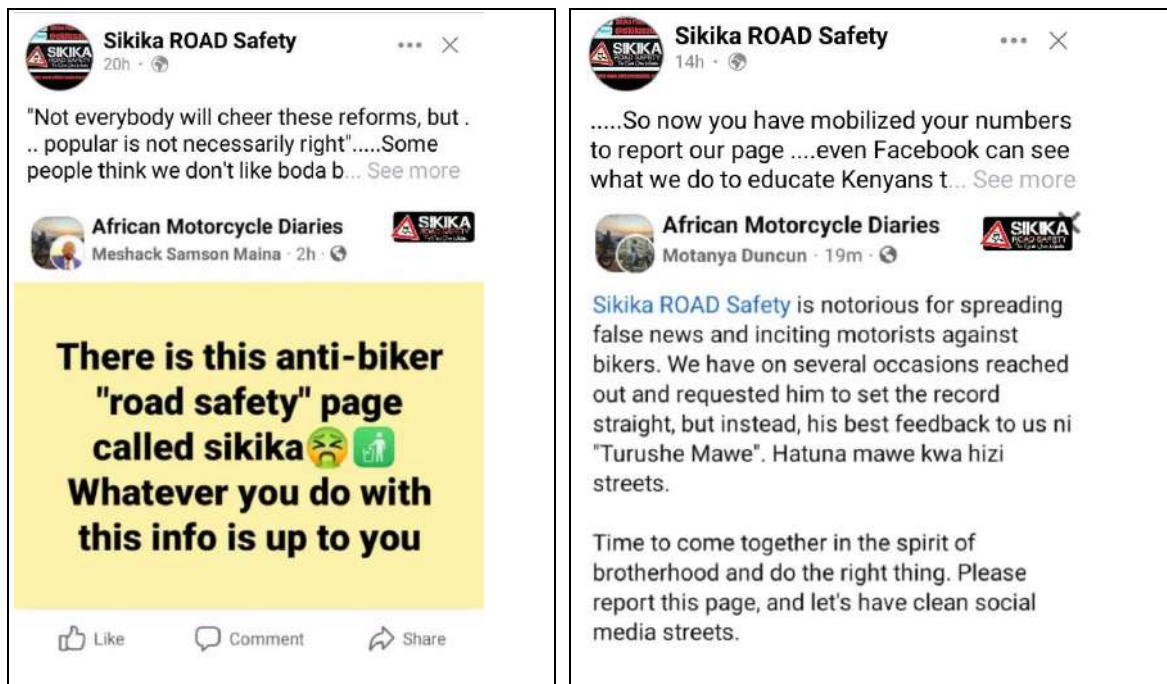 Sikika ROAD Safety
20h ·
"Not everybody will cheer these reforms, but .
.. popular is not necessarily right".....Some
people think we don't like boda b... See more
African Motorcycle Diaries
Meshack Samson Maina · 2h ·
SIKIKA
ROAD SAFETY
There is this anti-biker
"road safety" page
called sikika🤮🚮
Whatever you do with
this info is up to you
Like Comment Share
Sikika ROAD Safety
14h ·
.....So now you have mobilized your numbers
to report our page ....even Facebook can see
what we do to educate Kenyans t... See more
African Motorcycle Diaries
Motanya Duncun · 19m ·
SIKIKA
ROAD SAFETY
Sikika ROAD Safety is notorious for spreading
false news and inciting motorists against
bikers. We have on several occasions reached
out and requested him to set the record
straight, but instead, his best feedback to us ni
"Turushe Mawe". Hatuna mawe kwa hizi
streets.
Time to come together in the spirit of
brotherhood and do the right thing. Please
report this page, and let's have clean social
media streets.